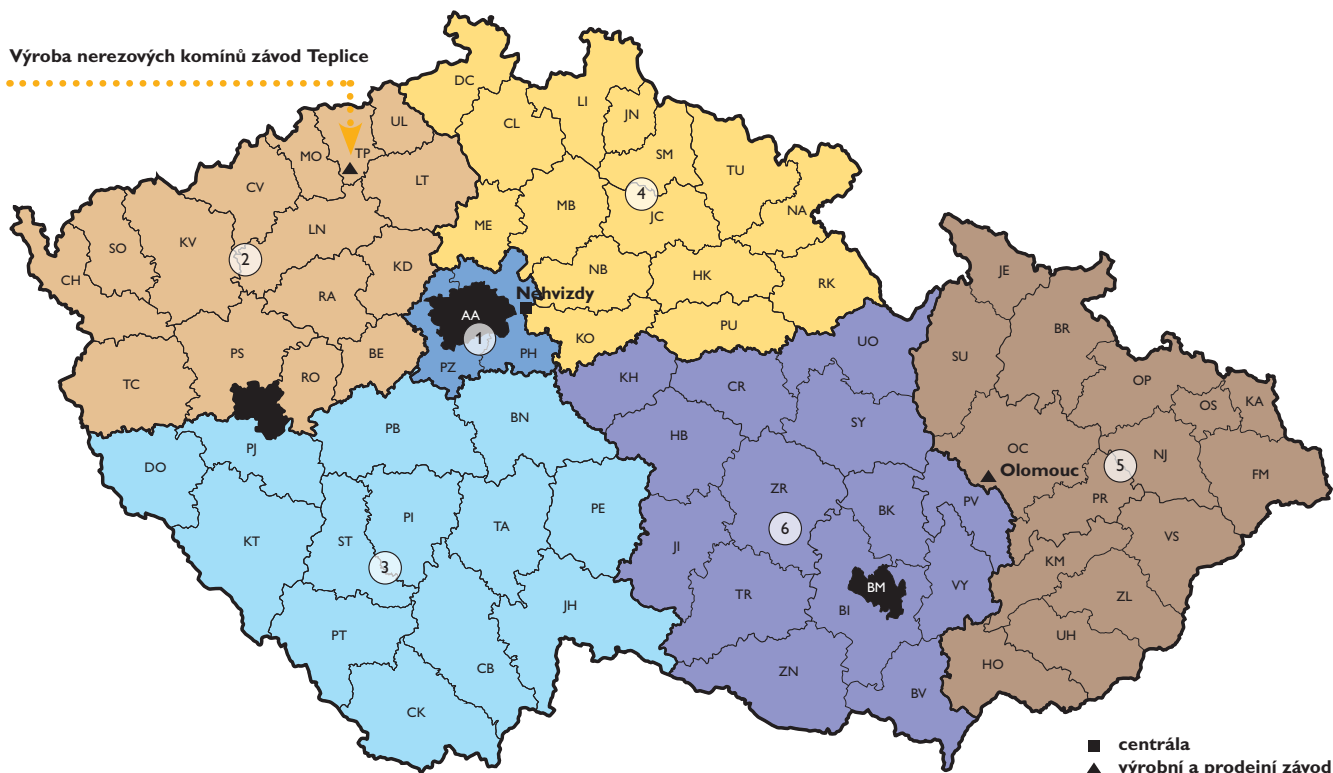 Výroba nerezových komínů závod Teplice
DC
LI
JN
UL
CL
MO
TP
SM
TU
CV
LT
4
MB
JC
NA
ME
LN
SO
KV
2
KD
NB
HK
CH
RA
RK
JE
Nehvizdy
AA
BR
PU
1
KO
UO
PS
BE
PH
SU
PZ
OP
RO
KH
CR
TC
OS
KA
BN
PB
SY
HB
PJ
OC
NJ
DO
5
Olomouc
FM
ZR
PR
PV
PE
BK
PI
TA
6
ST
KT
VS
JI
KM
3
BM
VY
TR
ZL
JH
BI
PT
UH
CB
HO
ZN
BV
CK
centrála
výrobní a prodejní závod